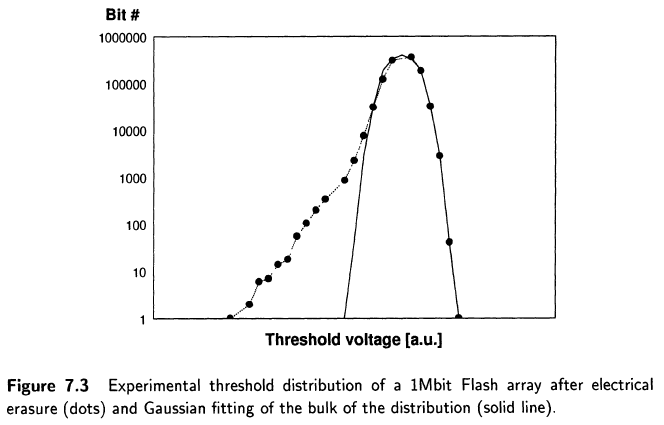 Bit #
1000000
100000
10000
1000
100
10
1
Threshold voltage [a.u.]
Figure 7.3 Experimental threshold distribution of a 1Mbit Flash array after electrical
erasure (dots) and Gaussian fitting of the bulk of the distribution (solid line).